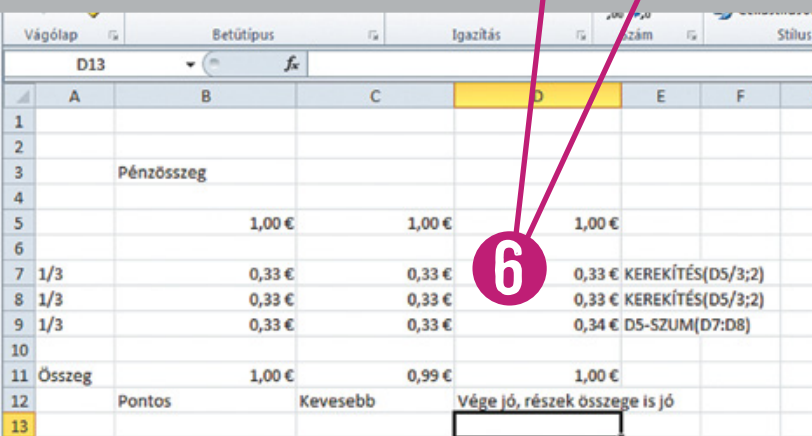 Vágólap Betűtípus Igazítás Szám Stílus
D13 fx
A B C D E F
1
2
3 Pénzösszeg
4
5 1,00 € 1,00 € 1,00 €
6
6
7 1/3 0,33 € 0,33 € 0,33 € KEREKÍTÉS(D5/3;2)
8 1/3 0,33 € 0,33 € 0,33 € KEREKÍTÉS(D5/3;2)
9 1/3 0,33 € 0,33 € 0,34 € D5-SZUM(D7:D8)
10
11 Összeg 1,00 € 0,99 € 1,00 €
12 Pontos Kevesebb Vége jó, részek összege is jó
13